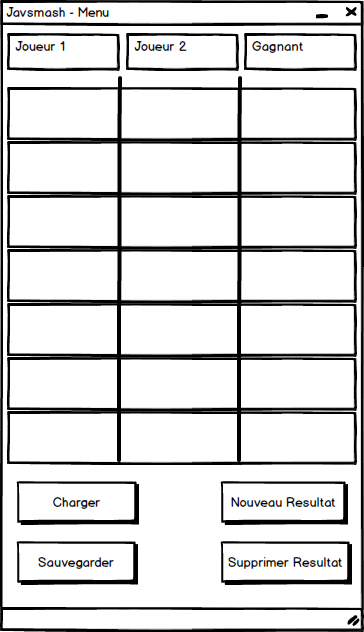 Javsmash - Menu
Joueur 1
Joueur 2
Gagnant
Charger
Nouveau Resultat
Sauvegarder
Supprimer Resultat